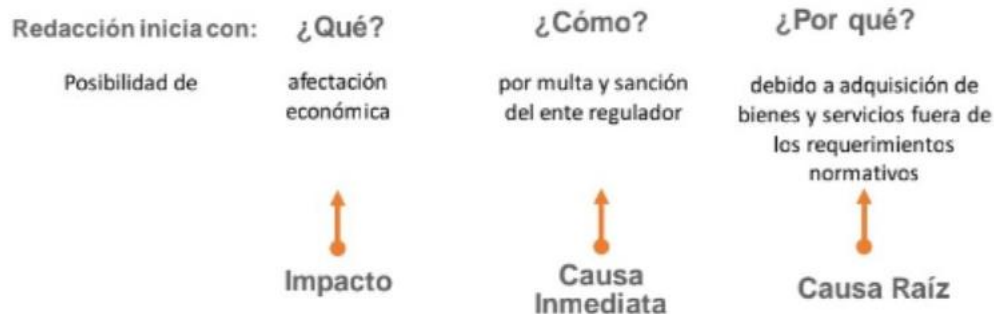 Redacción inicia con:
¿Qué?
¿Cómo?
¿Por qué?
Posibilidad de
afectación
económica
por multa y sanción
del ente regulador
debido a adquisición de
bienes y servicios fuera de
los requerimientos
normativos
Impacto
Causa
Inmediata
Causa Raíz